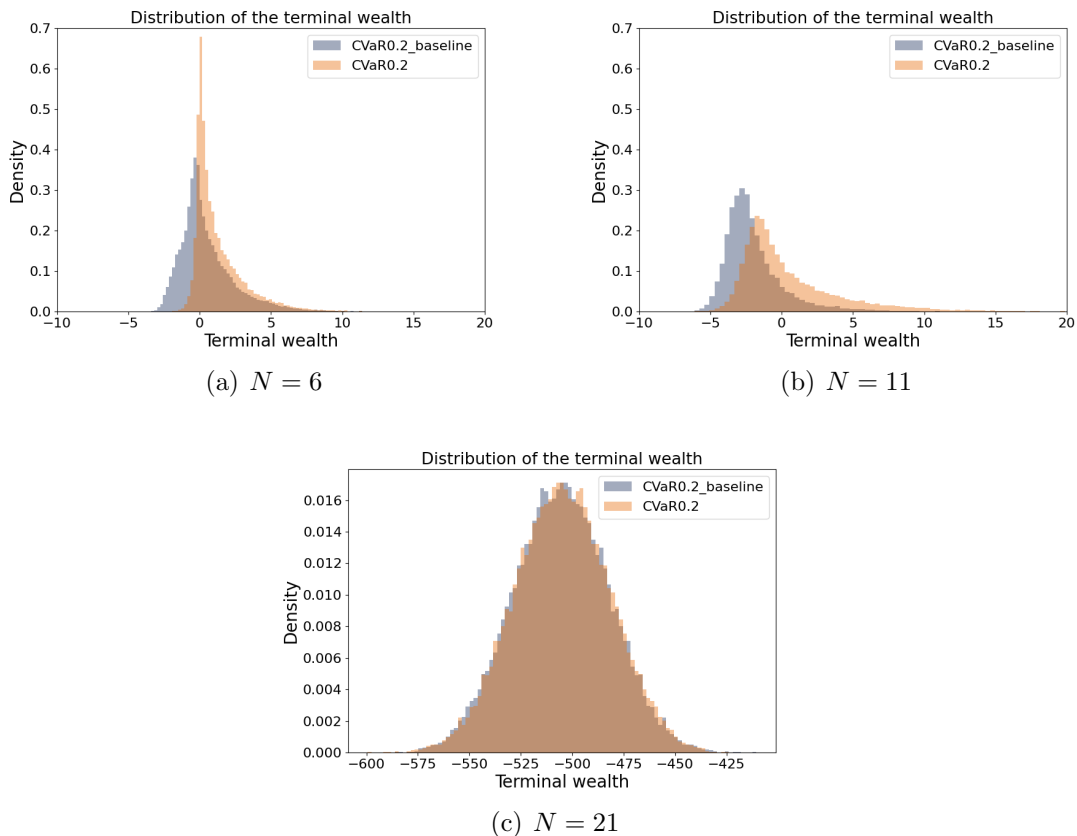 Distribution of the terminal wealth
0.7
0.6
0.5
0.4
0.3
0.2
0.1
0.0
Density
CVaR0.2_baseline
CVaR0.2
−10
−5
0
5
10
15
20
Terminal wealth
(a) N = 6
Distribution of the terminal wealth
0.7
0.6
0.5
0.4
0.3
0.2
0.1
0.0
Density
CVaR0.2_baseline
CVaR0.2
−10
−5
0
5
10
15
20
Terminal wealth
(b) N = 11
Distribution of the terminal wealth
0.016
0.014
0.012
0.010
0.008
0.006
0.004
0.002
0.000
Density
CVaR0.2_baseline
CVaR0.2
−600
−575
−550
−525
−500
−475
−450
−425
Terminal wealth
(c) N = 21